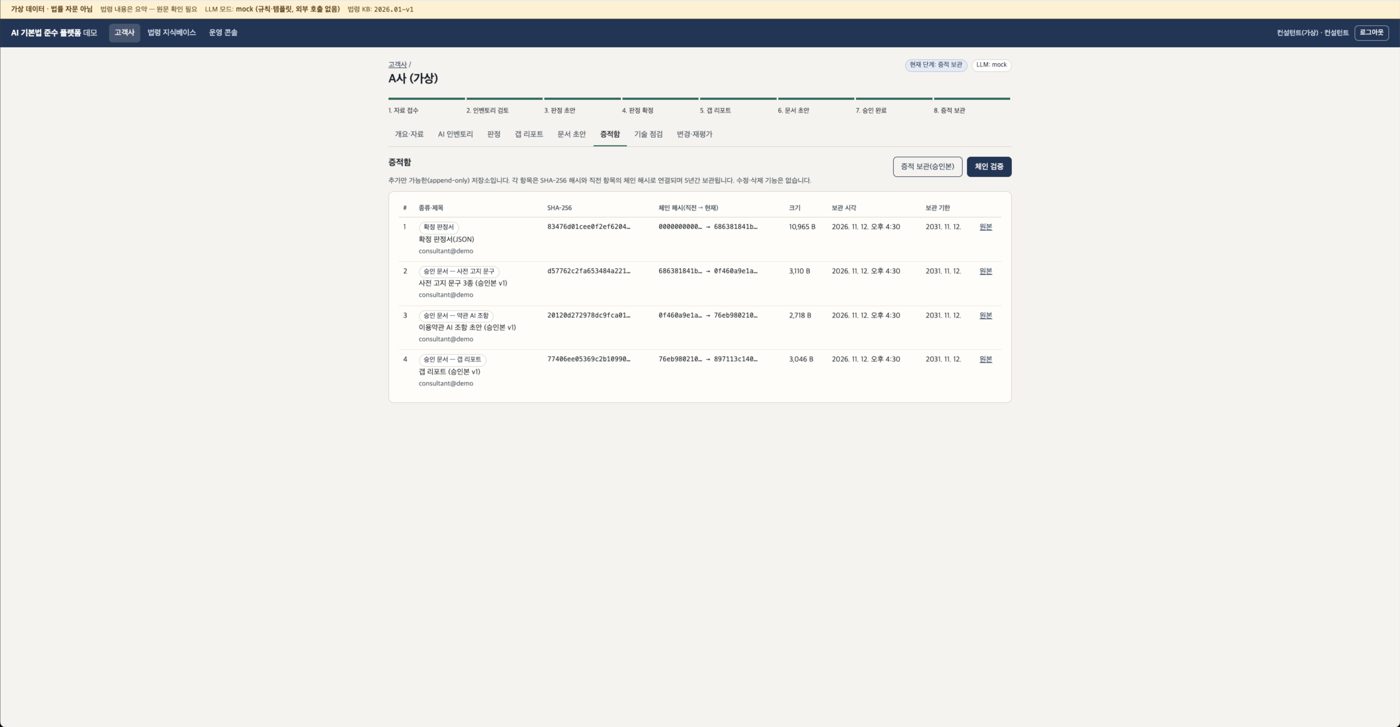 가상 데이터 · 법률 자문 아님 법령 내용은 요약 — 원문 확인 필요 LLM 모드: mock (규칙·템플릿, 외부 호출 없음) 법령 KB: 2026.01-v1
AI 기본법 준수 플랫폼 데모 고객사 법령 지식베이스 운영 콘솔 컨설턴트(가상) · 컨설턴트 로그아웃
고객사 / 현재 단계: 증적 보관 LLM: mock
A사 (가상)
1. 자료 접수 2. 인벤토리 검토 3. 판정 초안 4. 판정 확정 5. 갭 리포트 6. 문서 초안 7. 승인 완료 8. 증적 보관
개요·자료 AI 인벤토리 판정 갭 리포트 문서 초안 증적함 기술 점검 변경·재평가
증적함 증적 보관(승인본) 체인 검증
추가만 가능한(append-only) 저장소입니다. 각 항목은 SHA-256 해시와 직전 항목의 체인 해시로 연결되며 5년간 보관됩니다. 수정·삭제 기능은 없습니다.
# 종류·제목 SHA-256 체인 해시(직전 → 현재) 크기 보관 시각 보관 기한
1 확정 판정서 83476d01cee0f2ef6204… 0000000000… → 686381841b… 10,965 B 2026. 11. 12. 오후 4:30 2031. 11. 12. 원본
확정 판정서(JSON)
consultant@demo
2 승인 문서 — 사전 고지 문구 d57762c2fa653484a221… 686381841b… → 0f460a9e1a… 3,110 B 2026. 11. 12. 오후 4:30 2031. 11. 12. 원본
사전 고지 문구 3종 (승인본 v1)
consultant@demo
3 승인 문서 — 약관 AI 조항 20120d272978dc9fca01… 0f460a9e1a… → 76eb980210… 2,718 B 2026. 11. 12. 오후 4:30 2031. 11. 12. 원본
이용약관 AI 조항 초안 (승인본 v1)
consultant@demo
4 승인 문서 — 갭 리포트 77406ee05369c2b10990… 76eb980210… → 897113c140… 3,046 B 2026. 11. 12. 오후 4:30 2031. 11. 12. 원본
갭 리포트 (승인본 v1)
consultant@demo